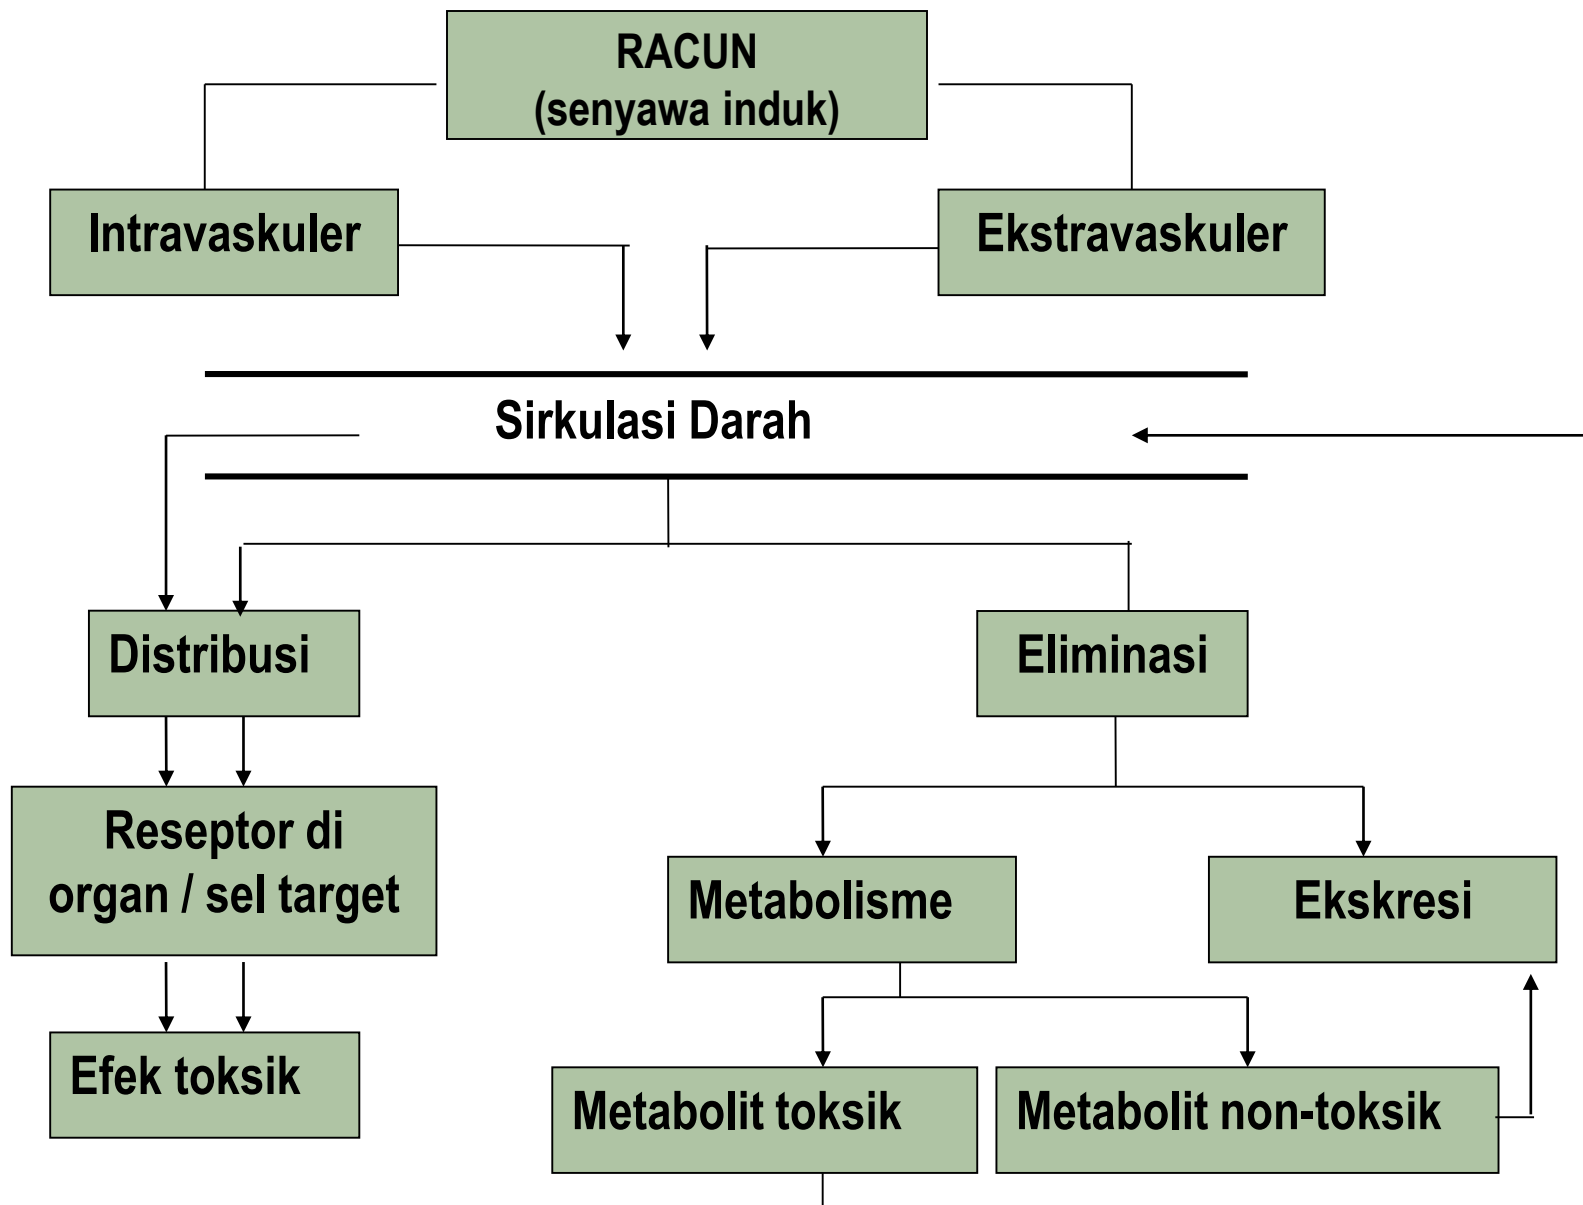 RACUN
(senyawa induk)
Intravaskuler
Ekstravaskuler
Sirkulasi Darah
Distribusi
Eliminasi
Reseptor di
organ / sel target
Metabolisme
Ekskresi
Efek toksik
Metabolit toksik
Metabolit non-toksik